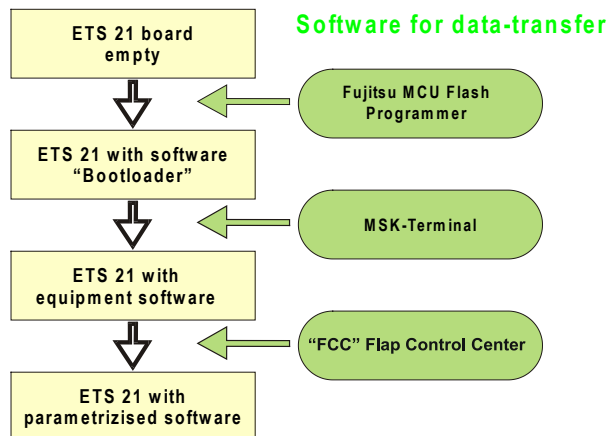 ETS 21 board
empty
Software for data-transfer
Fujitsu MCU Flash
Programmer
ETS 21 with software
“Bootloader”
MSK-Terminal
ETS 21 with
equipment software
“FCC” Flap Control Center
ETS 21 with
parametrizised software